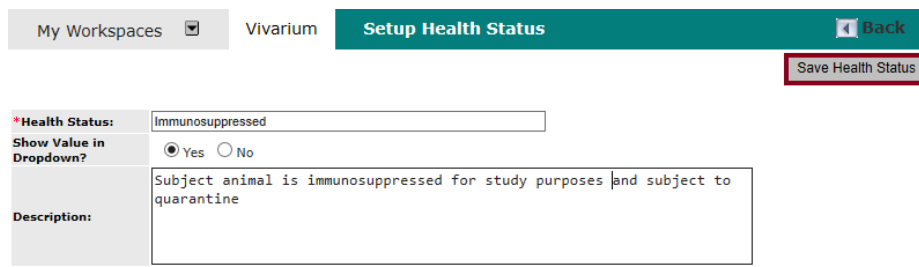 My Workspaces Vivarium Setup Health Status Back
Save Health Status
*Health Status: Immunosuppressed
Show Value in
Dropdown? Yes No
Subject animal is immunosuppressed for study purposes and subject to
quarantine
Description: